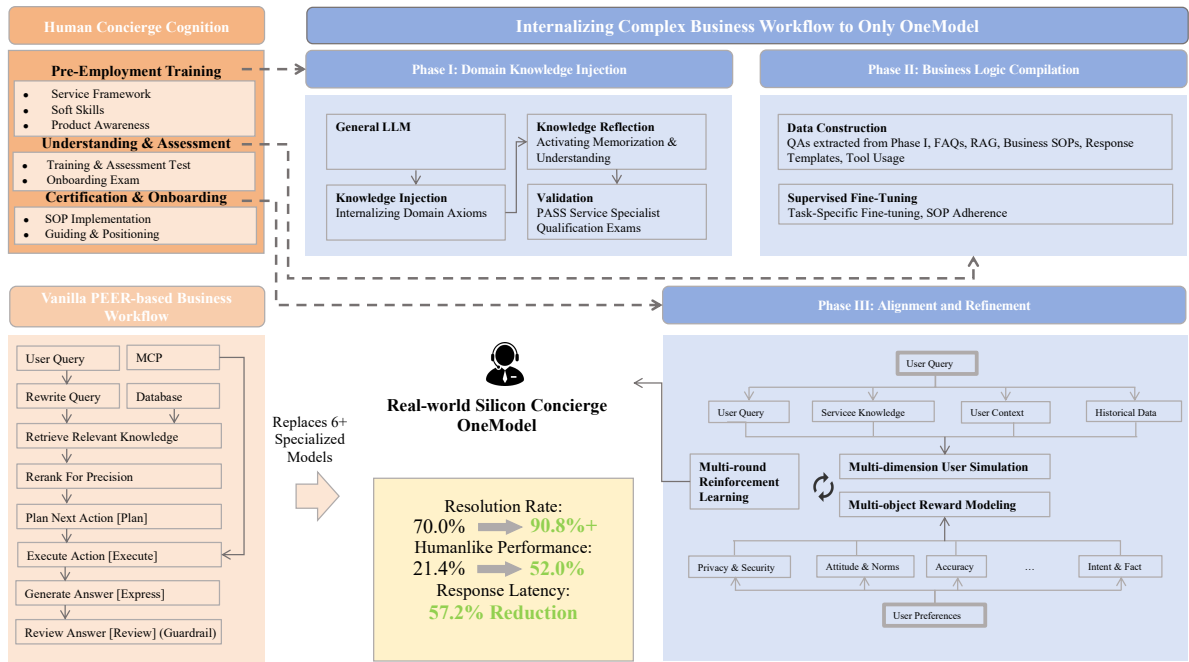 Human Concierge Cognition
Pre-Employment Training
● Service Framework
● Soft Skills
● Product Awareness
Understanding & Assessment
● Training & Assessment Test
● Onboarding Exam
Certification & Onboarding
● SOP Implementation
● Guiding & Positioning
Internalizing Complex Business Workflow to Only OneModel
Phase I: Domain Knowledge Injection
General LLM
Knowledge Injection
Internalizing Domain Axioms
Knowledge Reflection
Activating Memorization &
Understanding
Validation
PASS Service Specialist
Qualification Exams
Phase II: Business Logic Compilation
Data Construction
QAs extracted from Phase I, FAQs, RAG, Business SOPs, Response
Templates, Tool Usage
Supervised Fine-Tuning
Task-Specific Fine-tuning, SOP Adherence
Vanilla PEER-based Business
Workflow
User Query
MCP
Rewrite Query
Database
Retrieve Relevant Knowledge
Rerank For Precision
Plan Next Action [Plan]
Execute Action [Execute]
Generate Answer [Express]
Review Answer [Review] (Guardrail)
Replaces 6+
Specialized
Models
Real-world Silicon Concierge
OneModel
Resolution Rate:
70.0% 90.8%+
Humanlike Performance:
21.4% 52.0%
Response Latency:
57.2% Reduction
Phase III: Alignment and Refinement
User Query
User Query
Servicee Knowledge
User Context
Historical Data
Multi-round
Reinforcement
Learning
Multi-dimension User Simulation
Multi-object Reward Modeling
Privacy & Security
Attitude & Norms
Accuracy
...
Intent & Fact
User Preferences